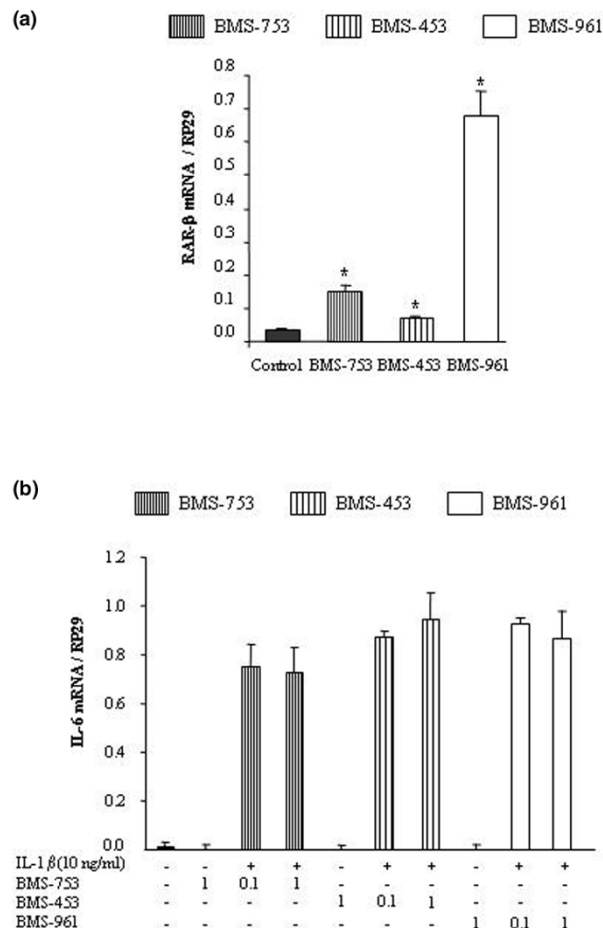 (a)
BMS-753 BMS-453 BMS-961
RAR-β mRNA / RP29
0.8
0.7
0.6
0.5
0.4
0.3
0.2
0.1
0.0
*
*
*
Control BMS-753 BMS-453 BMS-961
(b)
BMS-753 BMS-453 BMS-961
IL-6 mRNA / RP29
1.2
1.0
0.8
0.6
0.4
0.2
0.0
IL-1 β(10 ng/ml) - - + + - + + - + +
BMS-753 - 1 0.1 1 - - - - - -
BMS-453 - - - - 1 0.1 1 - - -
BMS-961 - - - - - - - 1 0.1 1